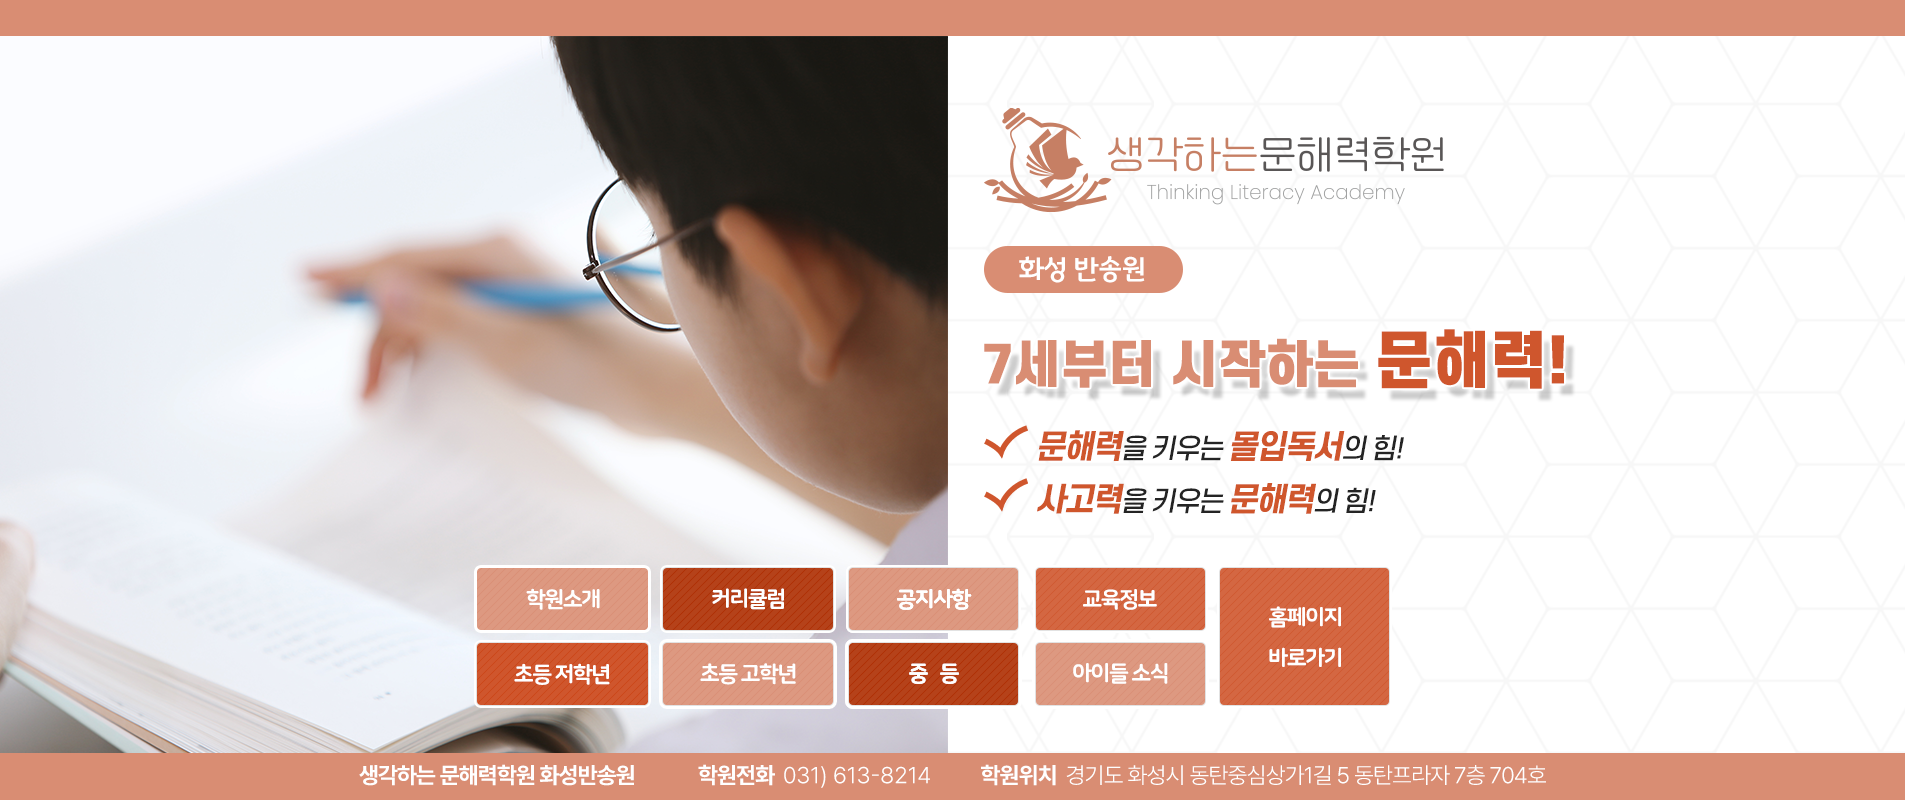 생각하는문해력학원
Thinking Literacy Academy
화성 반송원
7세부터 시작하는 문해력!
문해력을 키우는 몰입독서의 힘!
사고력을 키우는 문해력의 힘!
학원소개
커리큘럼
공지사항
교육정보
홈페이지
바로가기
초등 저학년
초등 고학년
중 등
아이들 소식
생각하는 문해력학원 화성반송원 학원전화 031) 613-8214 학원위치 경기도 화성시 동탄중심상가1길 5 동탄프라자 7층 704호